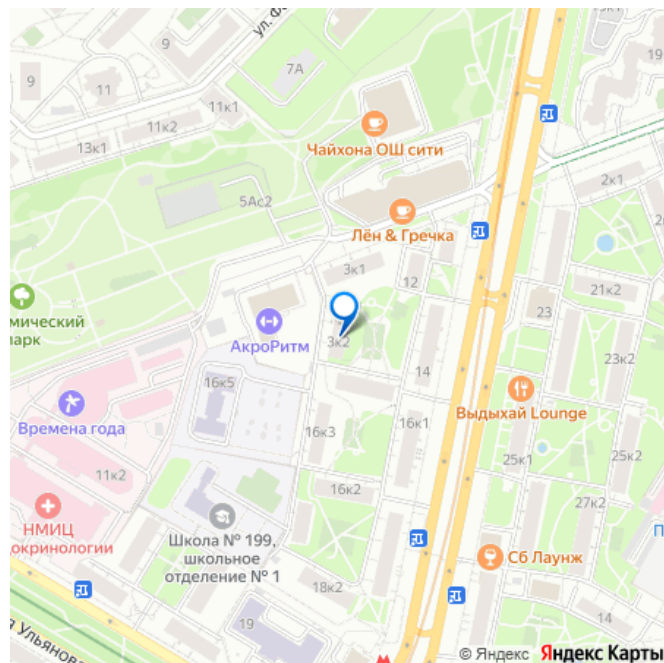 13к1
9
19
ул. Ф
9
7А
11
11к1
11к2
13к1
Чайхона ОШ сити
2к1
5Ас2
Лён & Гречка
3к1
12
21к2
23
мический
арк
АкроРитм
3к2
23к2
14
16к5
Выдыхай Lounge
Времена года
16к3
16к1
25к1
25к2
11к2
16к2
27к2
НМИЦ
докринологии
Школа № 199,
школьное
отделение № 1
П
Сб Лаунж
18к2
14
19
я Ульянов
© Яндекс Яндекс Карты